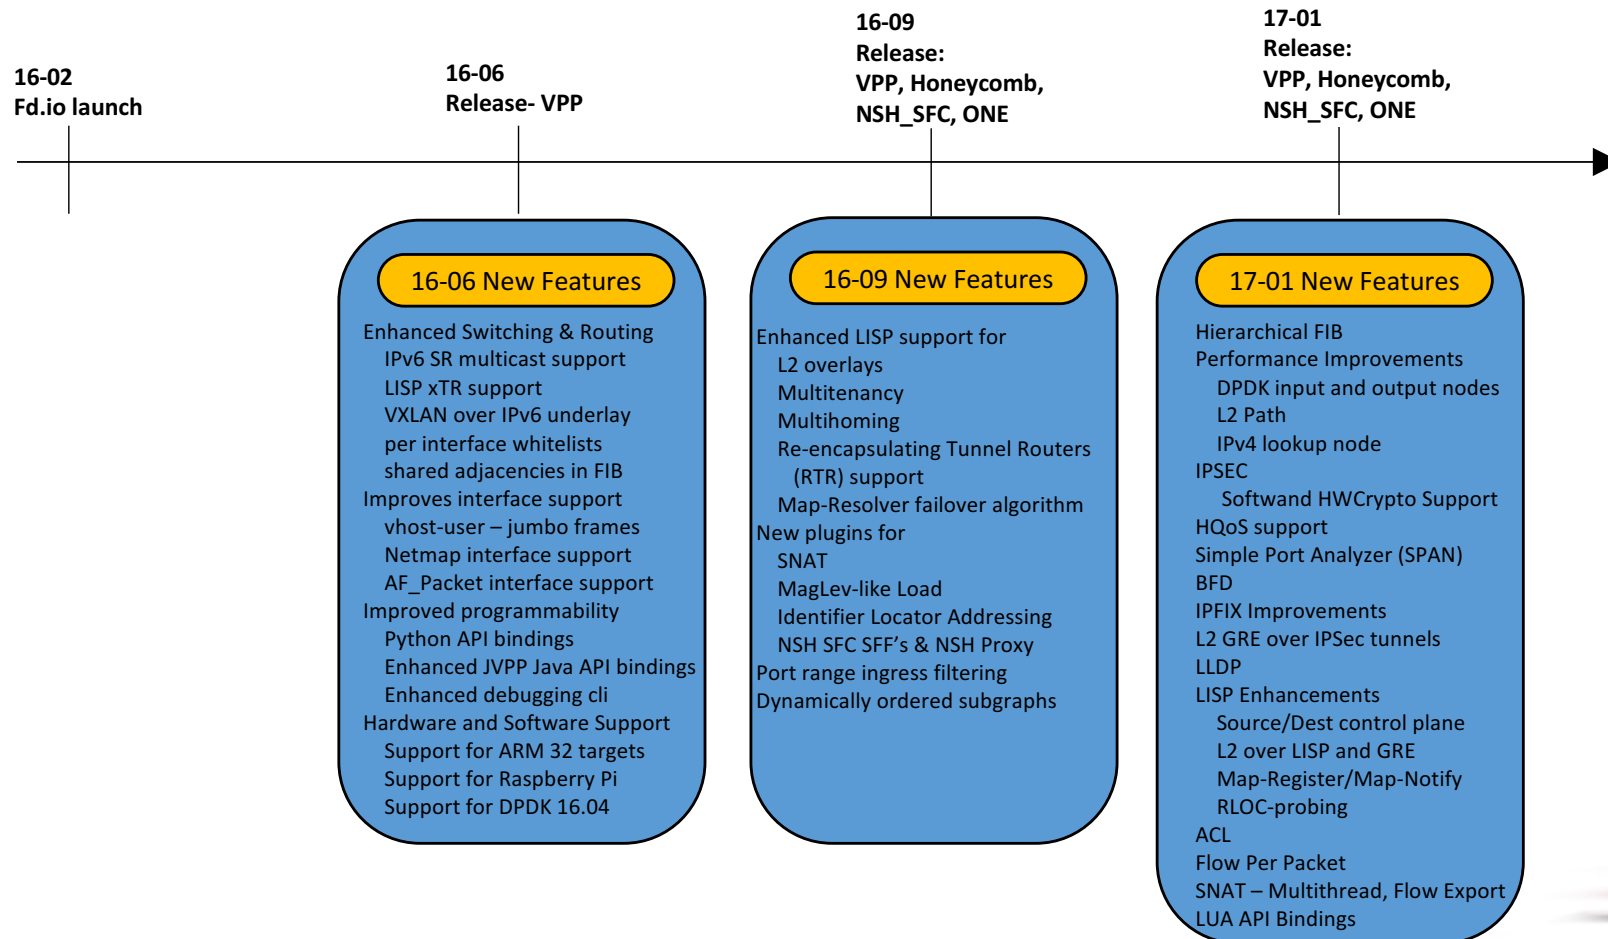 16-02
Fd.io launch
16-06
Release- VPP
16-09
Release:
VPP, Honeycomb,
NSH_SFC, ONE
17-01
Release:
VPP, Honeycomb,
NSH_SFC, ONE
16-06 New Features
Enhanced Switching & Routing
IPv6 SR multicast support
LISP xTR support
VXLAN over IPv6 underlay
per interface whitelists
shared adjacencies in FIB
Improves interface support
vhost-user – jumbo frames
Netmap interface support
AF_Packet interface support
Improved programmability
Python API bindings
Enhanced JVPP Java API bindings
Enhanced debugging cli
Hardware and Software Support
Support for ARM 32 targets
Support for Raspberry Pi
Support for DPDK 16.04
16-09 New Features
Enhanced LISP support for
L2 overlays
Multitenancy
Multihoming
Re-encapsulating Tunnel Routers
(RTR) support
Map-Resolver failover algorithm
New plugins for
SNAT
MagLev-like Load
Identifier Locator Addressing
NSH SFC SFF's & NSH Proxy
Port range ingress filtering
Dynamically ordered subgraphs
17-01 New Features
Hierarchical FIB
Performance Improvements
DPDK input and output nodes
L2 Path
IPv4 lookup node
IPSEC
Softwand HWCrypto Support
HQoS support
Simple Port Analyzer (SPAN)
BFD
IPFIX Improvements
L2 GRE over IPSec tunnels
LLDP
LISP Enhancements
Source/Dest control plane
L2 over LISP and GRE
Map-Register/Map-Notify
RLOC-probing
ACL
Flow Per Packet
SNAT – Multithread, Flow Export
LUA API Bindings